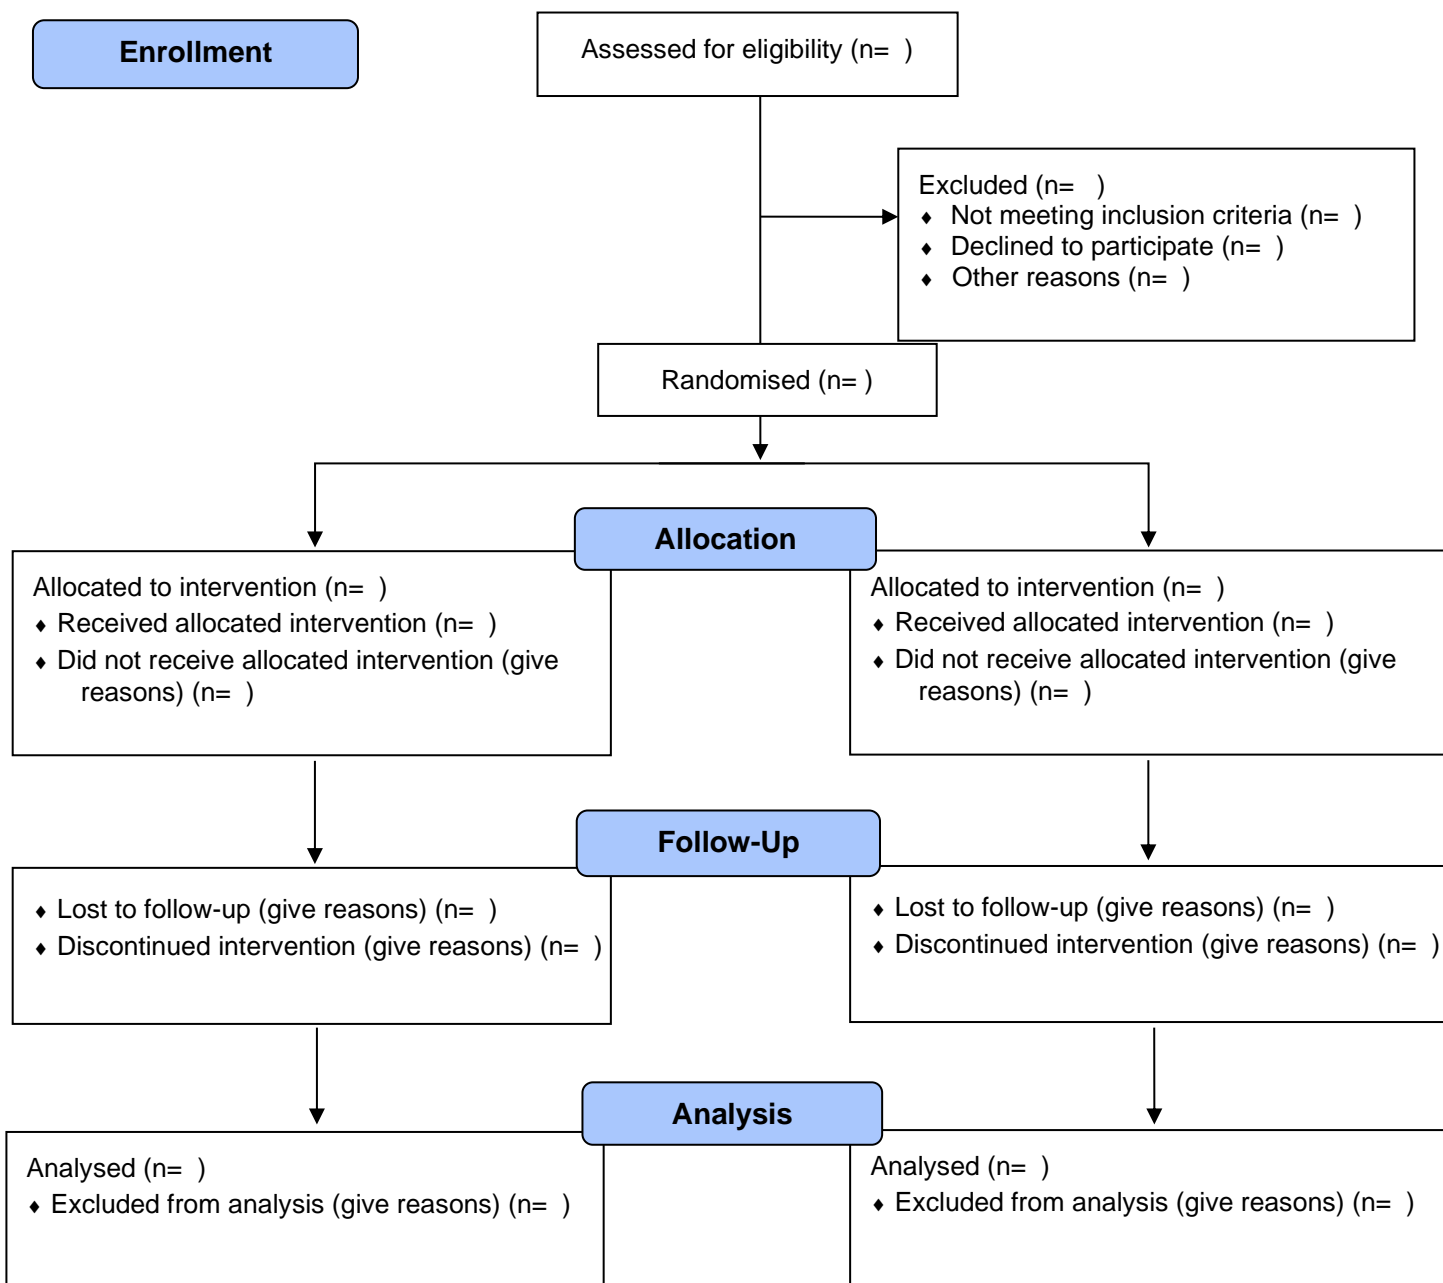 Enrollment
Assessed for eligibility (n=  )
Excluded (n=   )
♦ Not meeting inclusion criteria (n=  )
♦ Declined to participate (n=  )
♦ Other reasons (n=  )
Randomised (n= )
Allocation
Allocated to intervention (n=  )
♦ Received allocated intervention (n=  )
♦ Did not receive allocated intervention (give
reasons) (n=  )
Allocated to intervention (n=  )
♦ Received allocated intervention (n=  )
♦ Did not receive allocated intervention (give
reasons) (n=  )
Follow-Up
♦ Lost to follow-up (give reasons) (n=  )
♦ Discontinued intervention (give reasons) (n=  )
♦ Lost to follow-up (give reasons) (n=  )
♦ Discontinued intervention (give reasons) (n=  )
Analysis
Analysed (n=  )
♦ Excluded from analysis (give reasons) (n=  )
Analysed (n=  )
♦ Excluded from analysis (give reasons) (n=  )